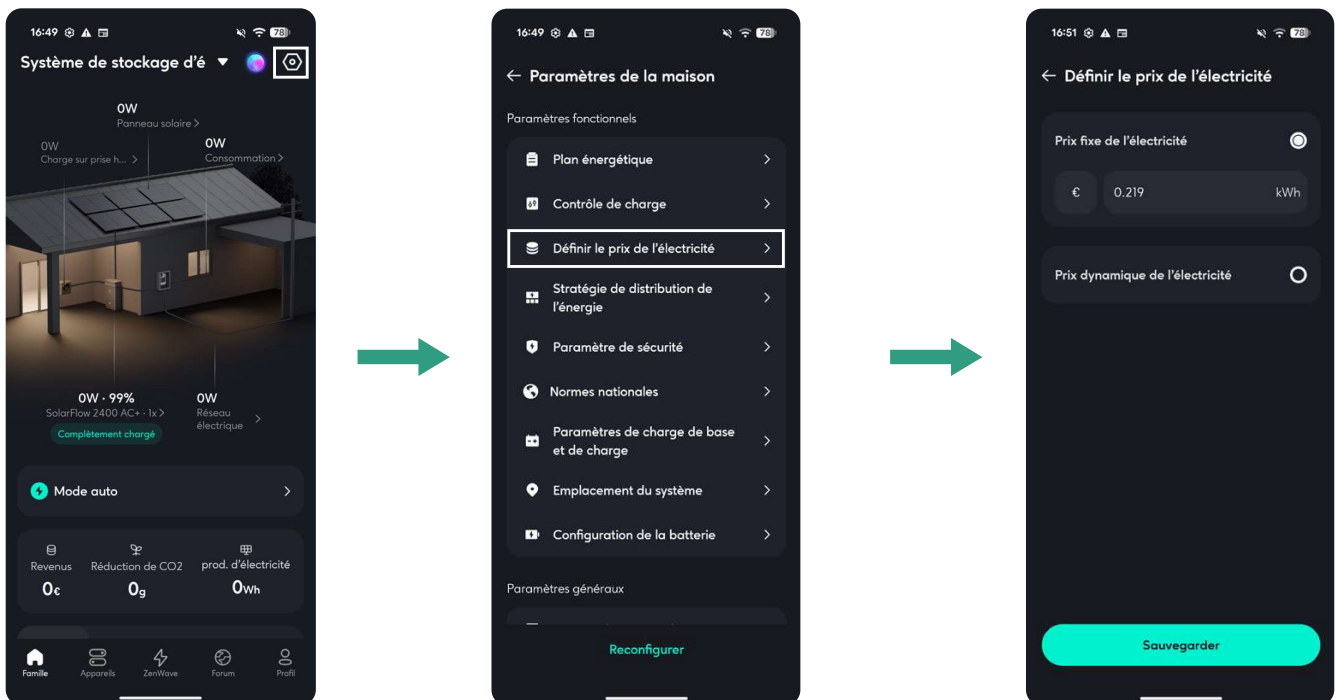 16:49
78
Système de stockage d'é
0W
Panneau solaire >
0W
Charge sur prise h... >
0W
Consommation >
0W · 99%
SolarFlow 2400 AC+ · 1x >
Complètement chargé
0W
Réseau
électrique >
Mode auto
Revenus
0€
Réduction de CO2
0g
prod. d'électricité
0Wh
Famille
Appareils
ZenWave
Forum
Profil
16:49
78
Paramètres de la maison
Paramètres fonctionnels
Plan énergétique
Contrôle de charge
Définir le prix de l'électricité
Stratégie de distribution de
l'énergie
Paramètre de sécurité
Normes nationales
Paramètres de charge de base
et de charge
Emplacement du système
Configuration de la batterie
Paramètres généraux
Reconfigurer
16:51
78
Définir le prix de l'électricité
Prix fixe de l'électricité
€ 0.219 kWh
Prix dynamique de l'électricité
Sauvegarder